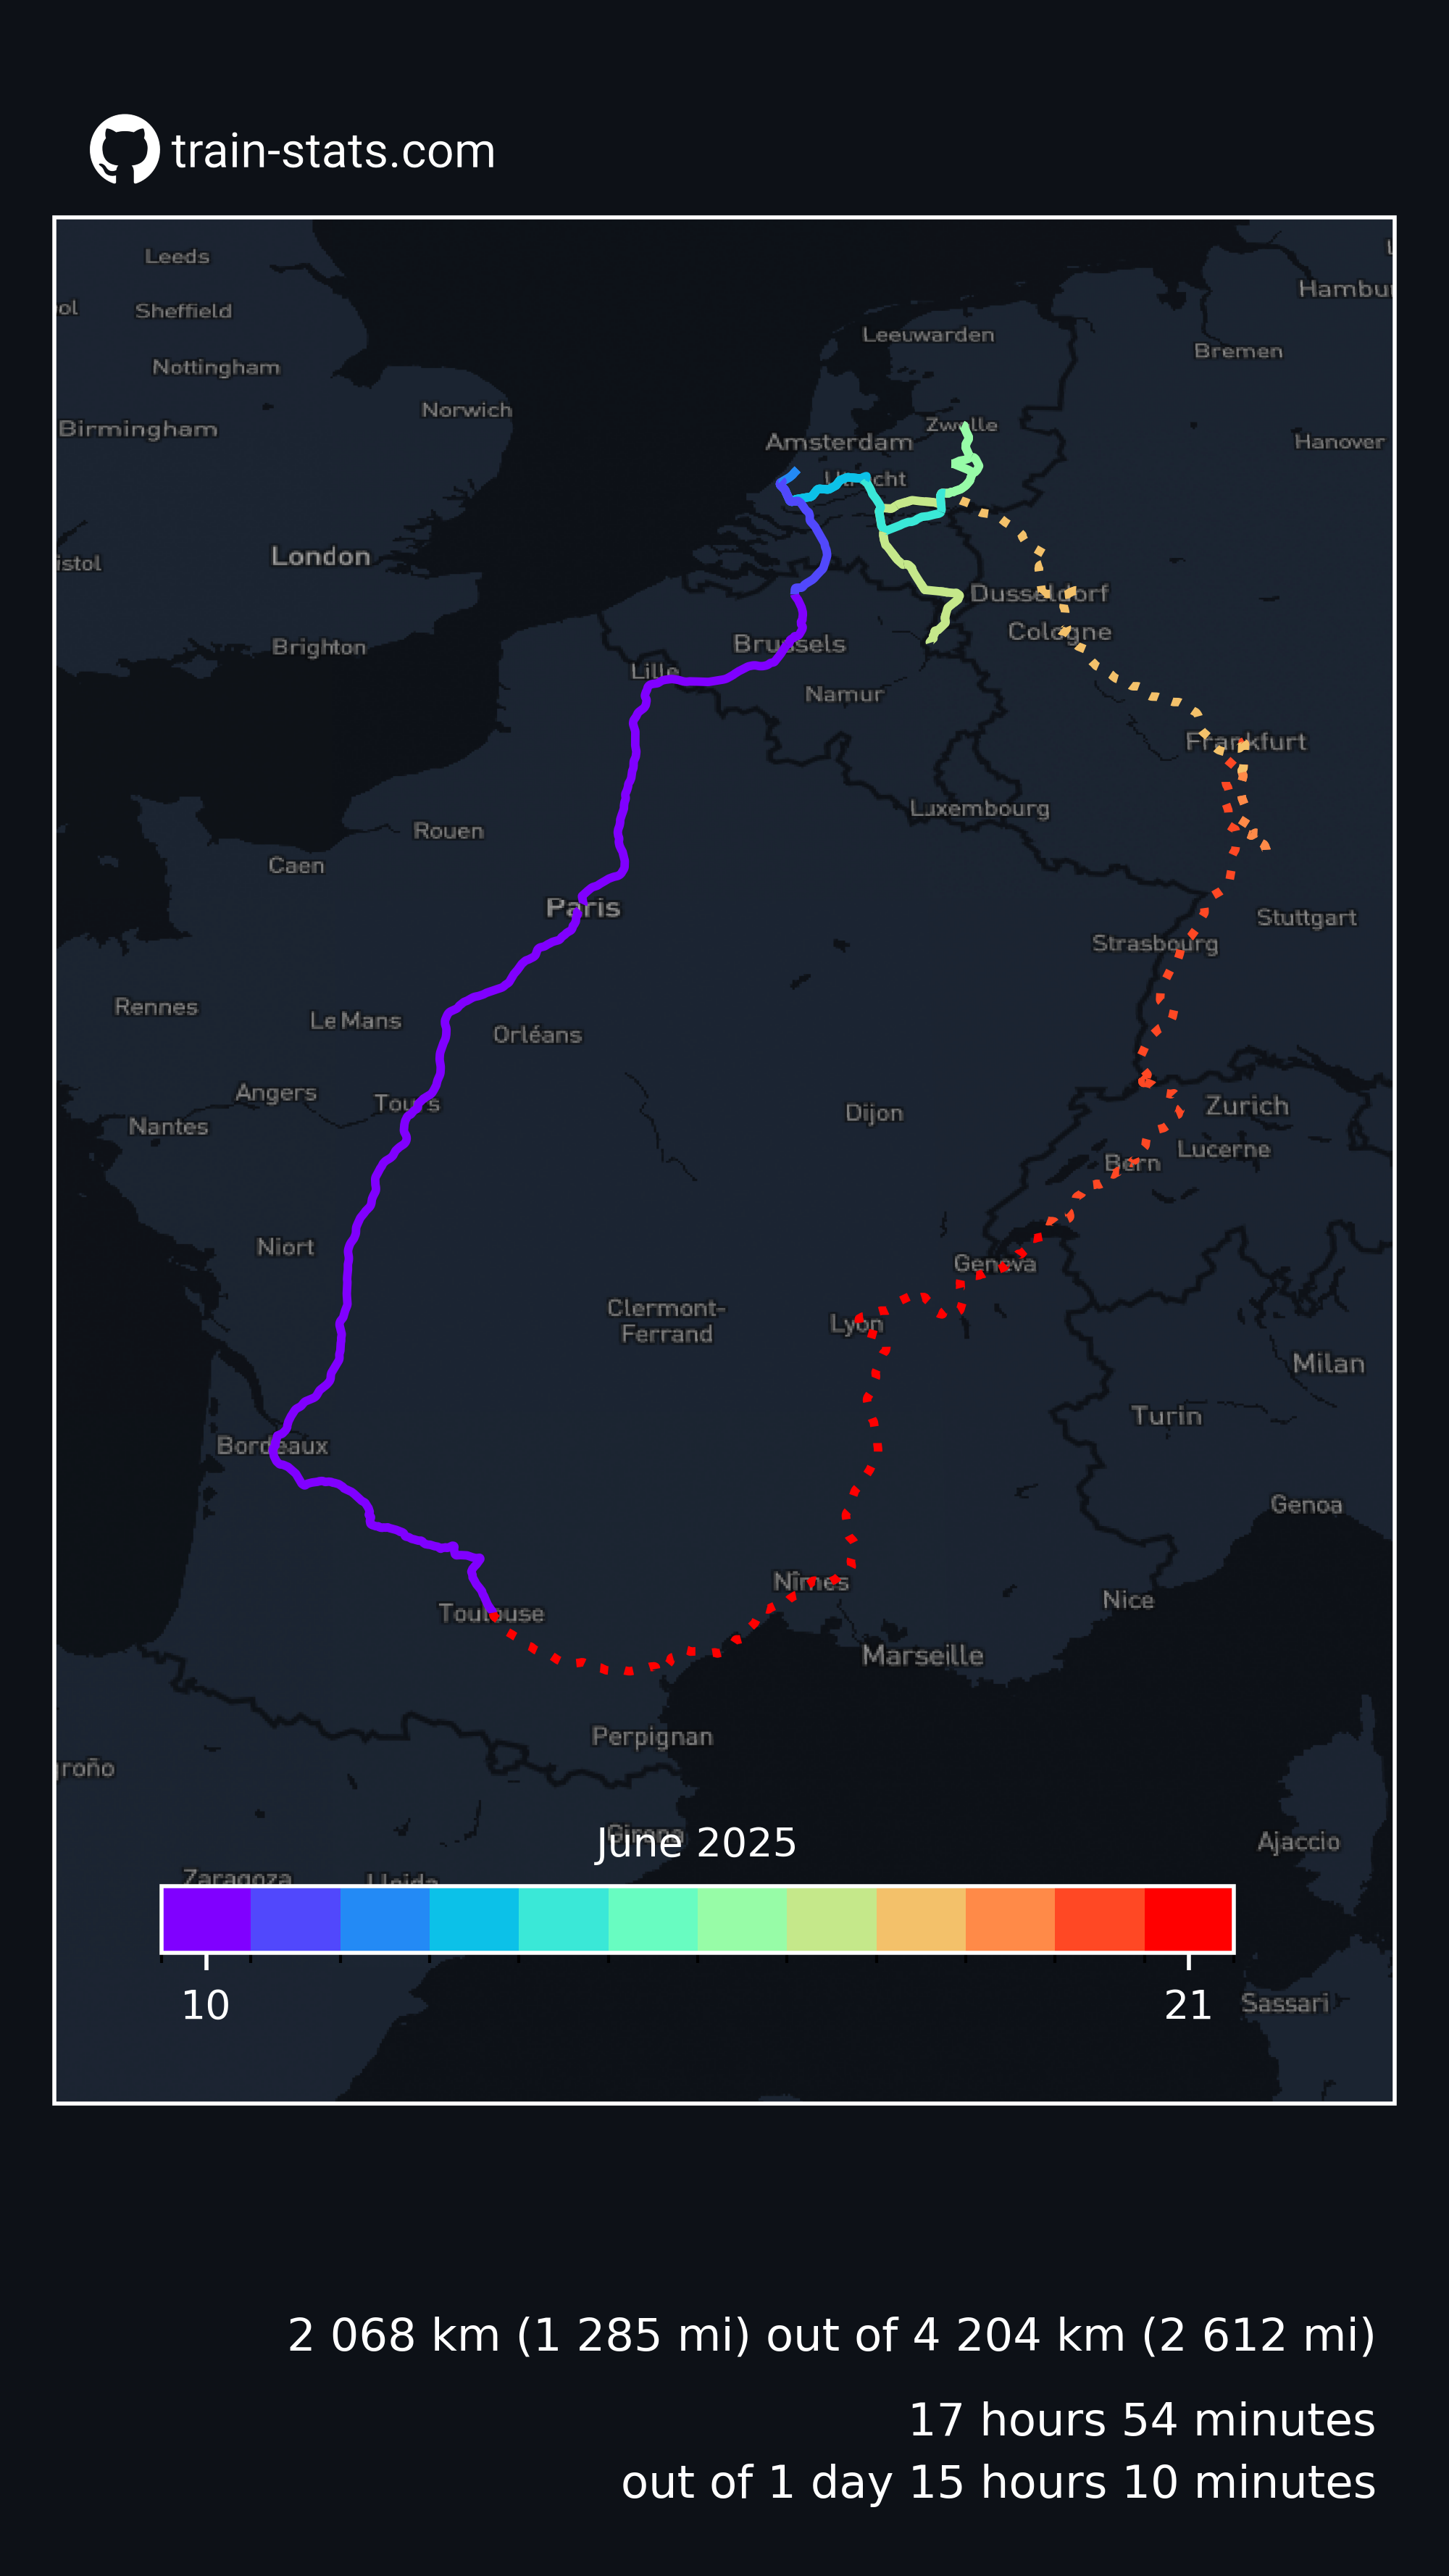 train-stats.com
Leeds
Hambu
ol
Sheffield
Leeuwarden
Bremen
Nottingham
Norwich
Zwolle
Birmingham
Amsterdam
Hanover
Utrecht
London
istol
Dusseldorf
Cologne
Brighton
Brussels
Lille
Namur
Frankfurt
Luxembourg
Rouen
Caen
Paris
Stuttgart
Strasbourg
Rennes
Le Mans
Orléans
Angers
Tours
Zurich
Dijon
Nantes
Lucerne
Bern
Niort
Geneva
Clermont-
Ferrand
Lyon
Milan
Turin
Bordeaux
Genoa
Nîmes
Nice
Toulouse
Marseille
Perpignan
groño
June 2025
Girona
Ajaccio
Zaragoza
Lleida
10
21
Sassari
2 068 km (1 285 mi) out of 4 204 km (2 612 mi)
17 hours 54 minutes
out of 1 day 15 hours 10 minutes